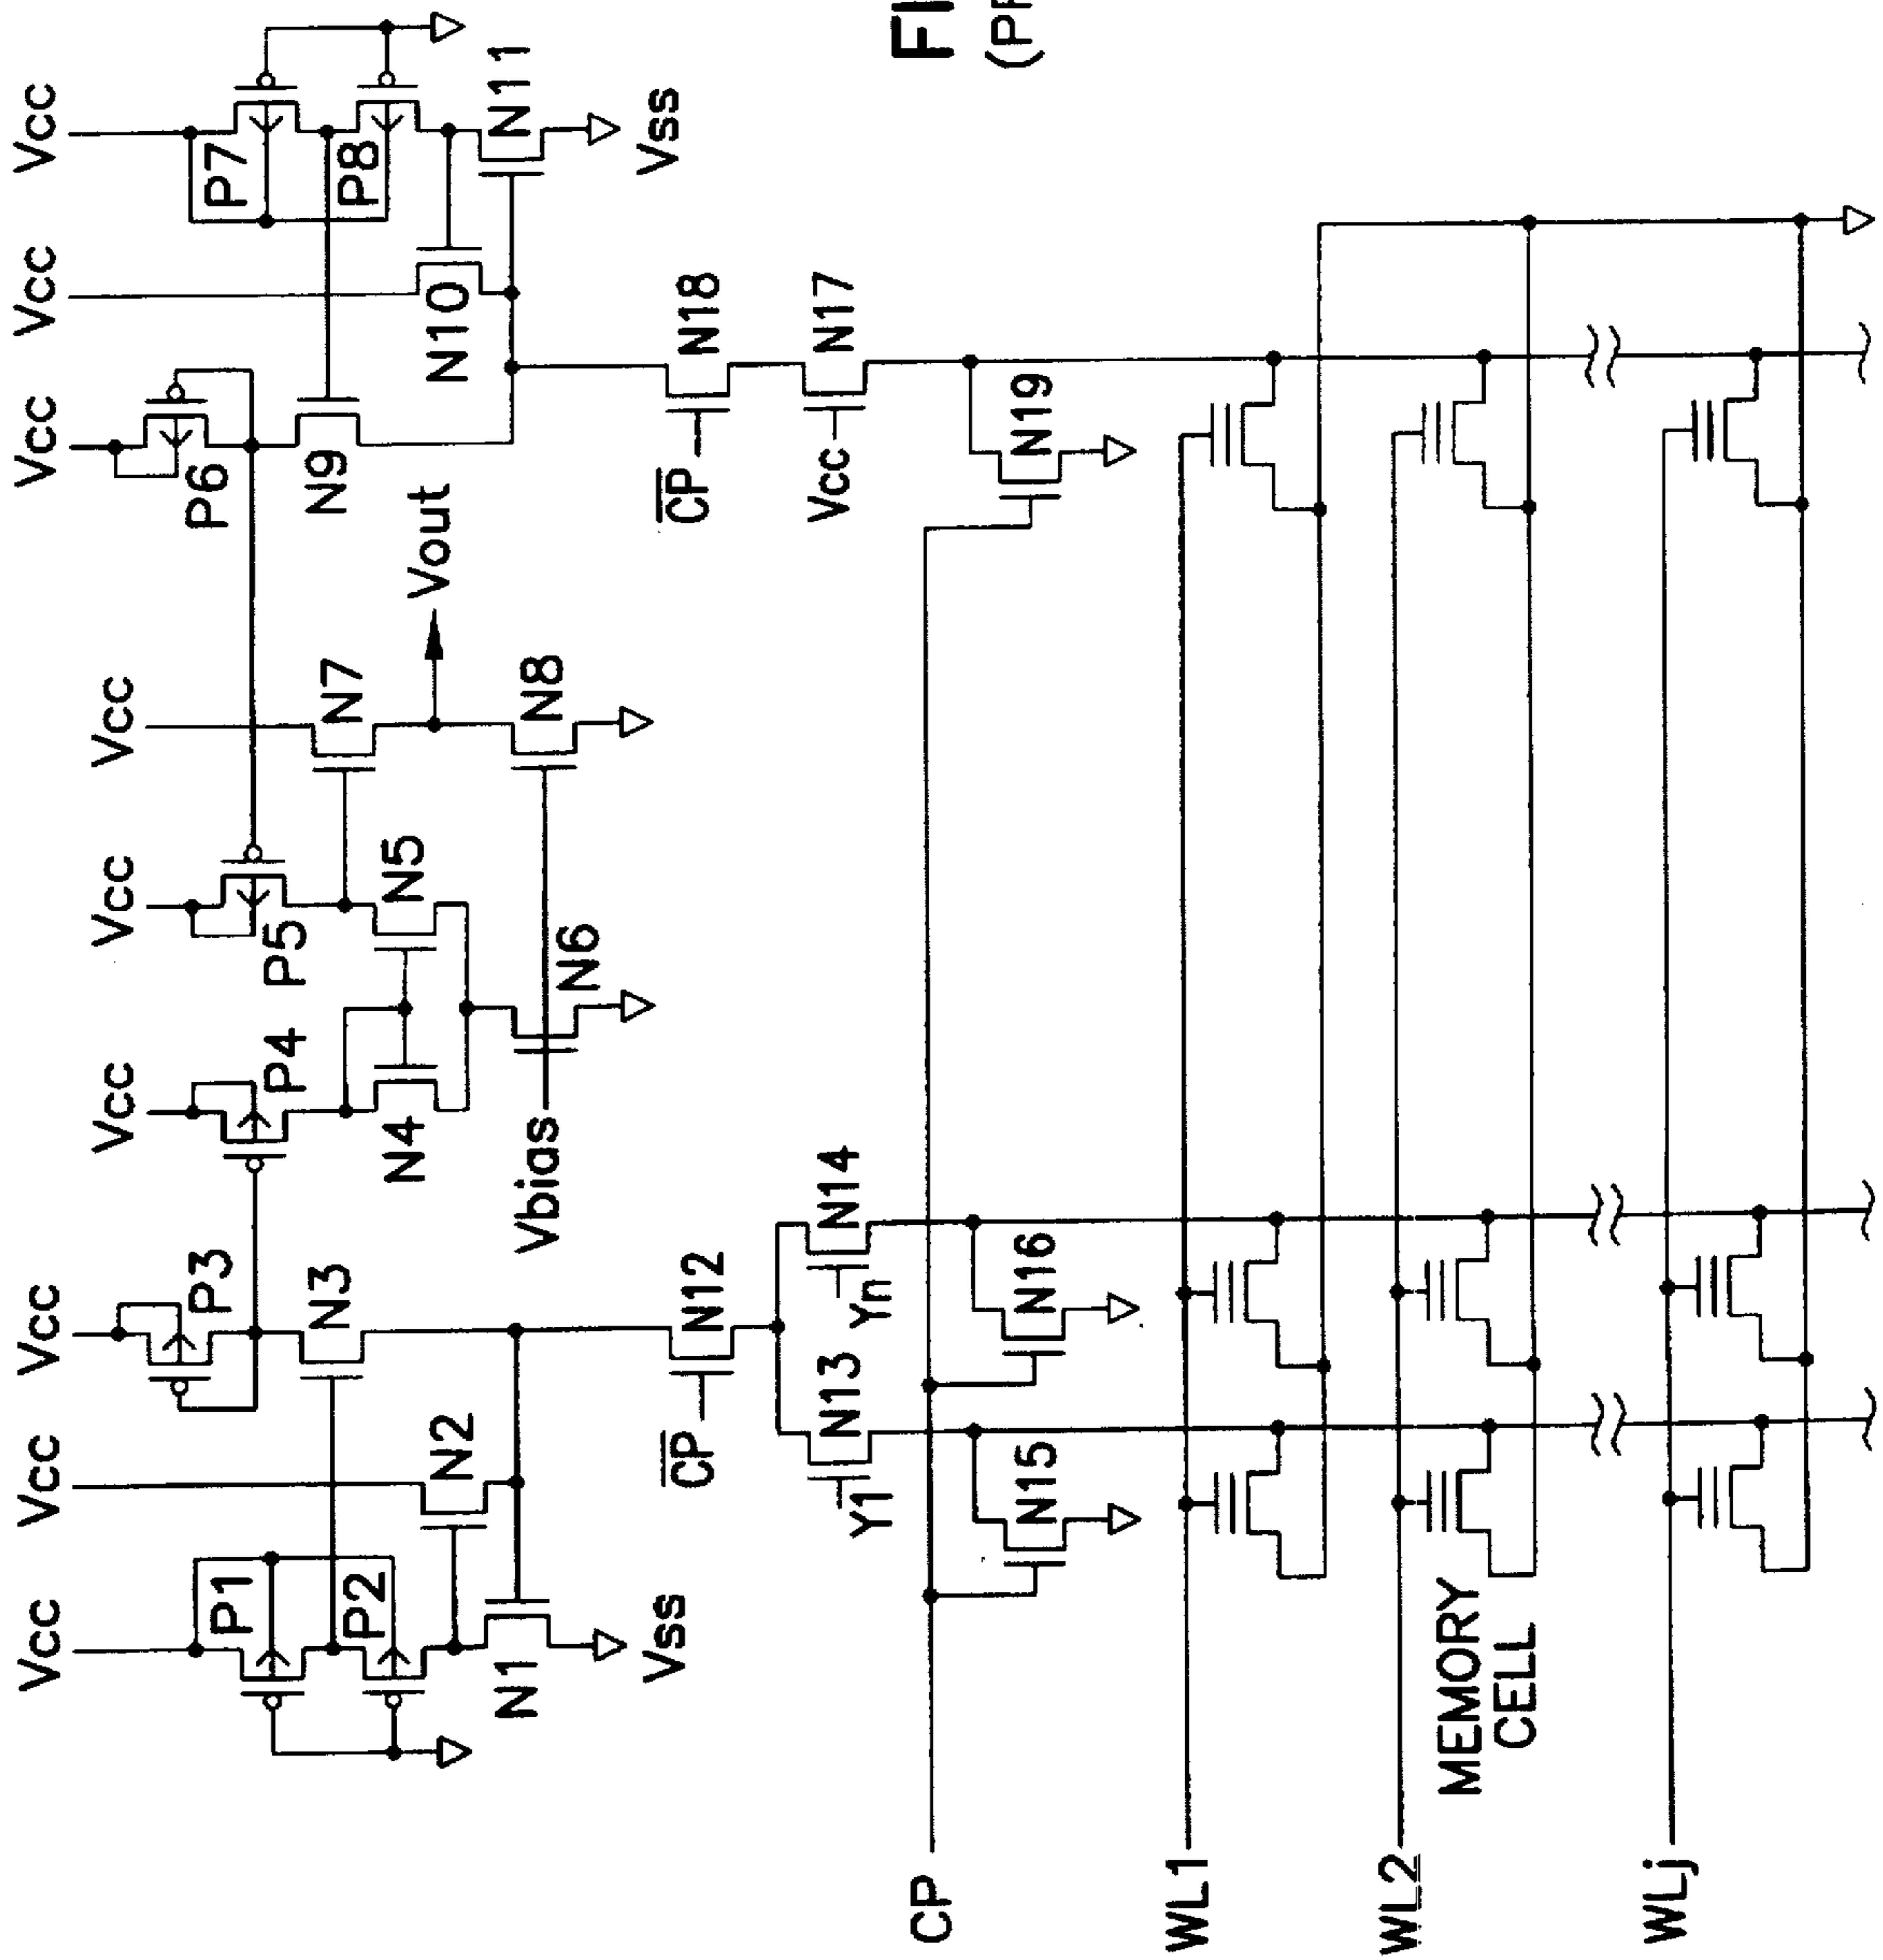 Vcc Vcc Vcc Vcc Vcc Vcc Vcc Vcc Vcc
P1 P3 P4 P5 P6 P7
P2 N3 N7 N9 P8
N2 N4 N5 Vout N10
N1 Vbias N6 N8 N11
Vss Vss
CP N12 CP N18
Y1 N13 Yn N14 Vcc N17
CP N15 N16 N19
WL1
WL2
MEMORY
CELL
WLj